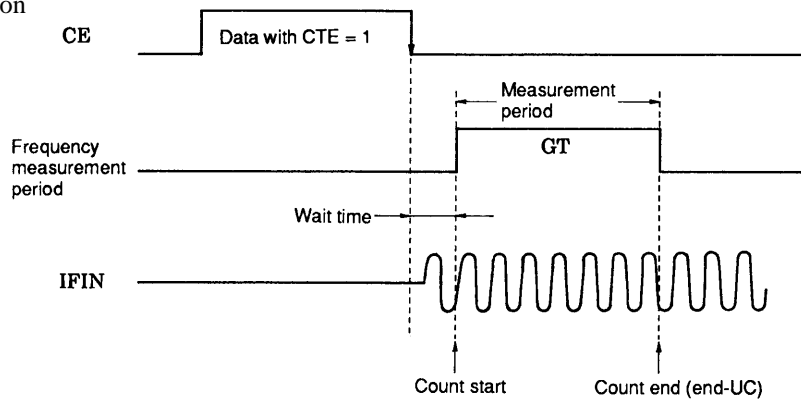 on
CE
Data with CTE = 1
Measurement
period
GT
Frequency
measurement
period
Wait time
IFIN
Count start
Count end (end-UC)